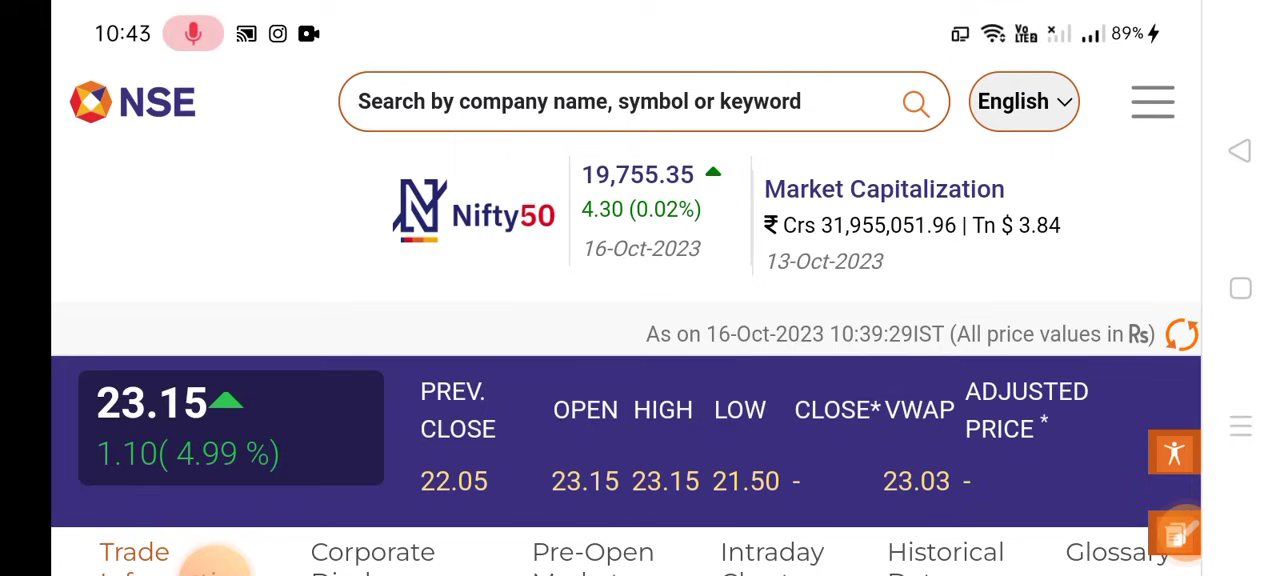 10:43
89%
NSE
Search by company name, symbol or keyword
English
Nifty50
19,755.35
4.30 (0.02%)
16-Oct-2023
Market Capitalization
₹ Crs 31,955,051.96 | Tn $ 3.84
13-Oct-2023
As on 16-Oct-2023 10:39:29IST (All price values in Rs)
23.15
1.10( 4.99 %)
PREV. CLOSE OPEN HIGH LOW CLOSE* VWAP ADJUSTED PRICE *
22.05 23.15 23.15 21.50 - 23.03 -
Trade Corporate Pre-Open Intraday Historical Glossary